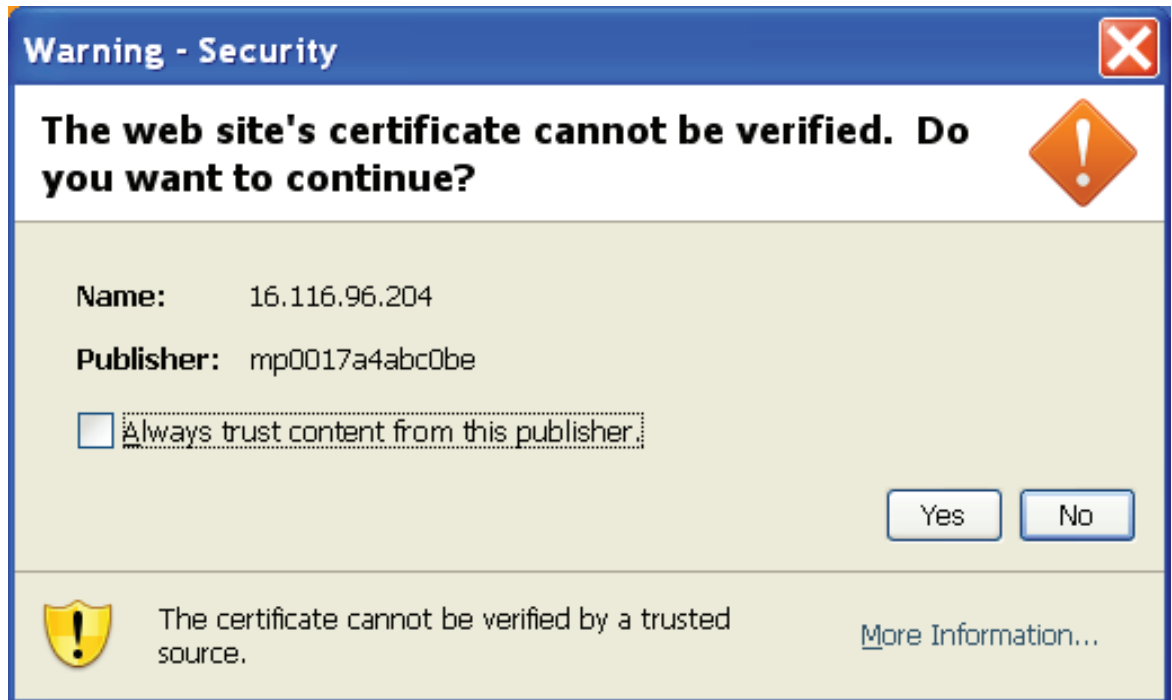 Warning - Security
The web site's certificate cannot be verified. Do
you want to continue?
Name: 16.116.96.204
Publisher: mp0017a4abc0be
Always trust content from this publisher.
Yes No
The certificate cannot be verified by a trusted
source.
More Information...